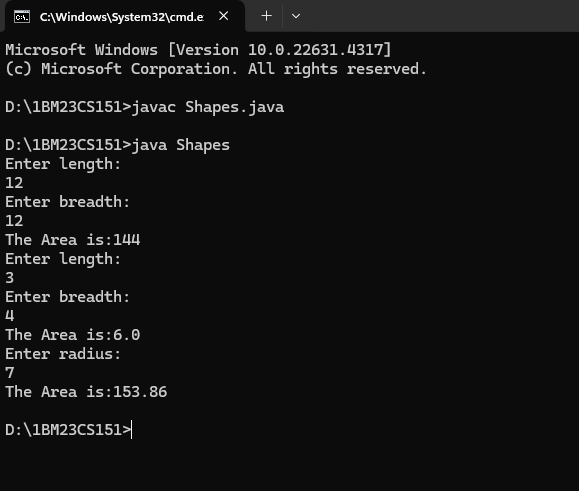 C:\Windows\System32\cmd.e
Microsoft Windows [Version 10.0.22631.4317]
(c) Microsoft Corporation. All rights reserved.
D:\1BM23CS151>javac Shapes.java
D:\1BM23CS151>java Shapes
Enter length:
12
Enter breadth:
12
The Area is:144
Enter length:
3
Enter breadth:
4
The Area is:6.0
Enter radius:
7
The Area is:153.86
D:\1BM23CS151>